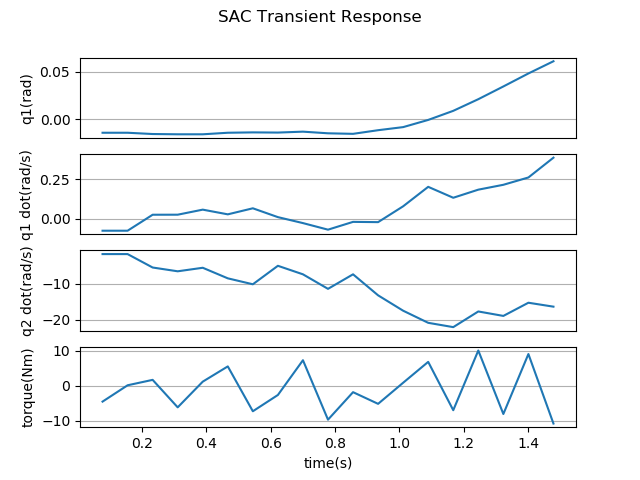 SAC Transient Response
q1(rad)
0.05
0.00
q1 dot(rad/s)
0.25
0.00
q2 dot(rad/s)
−10
−20
torque(Nm)
10
0
−10
0.2 0.4 0.6 0.8 1.0 1.2 1.4
time(s)